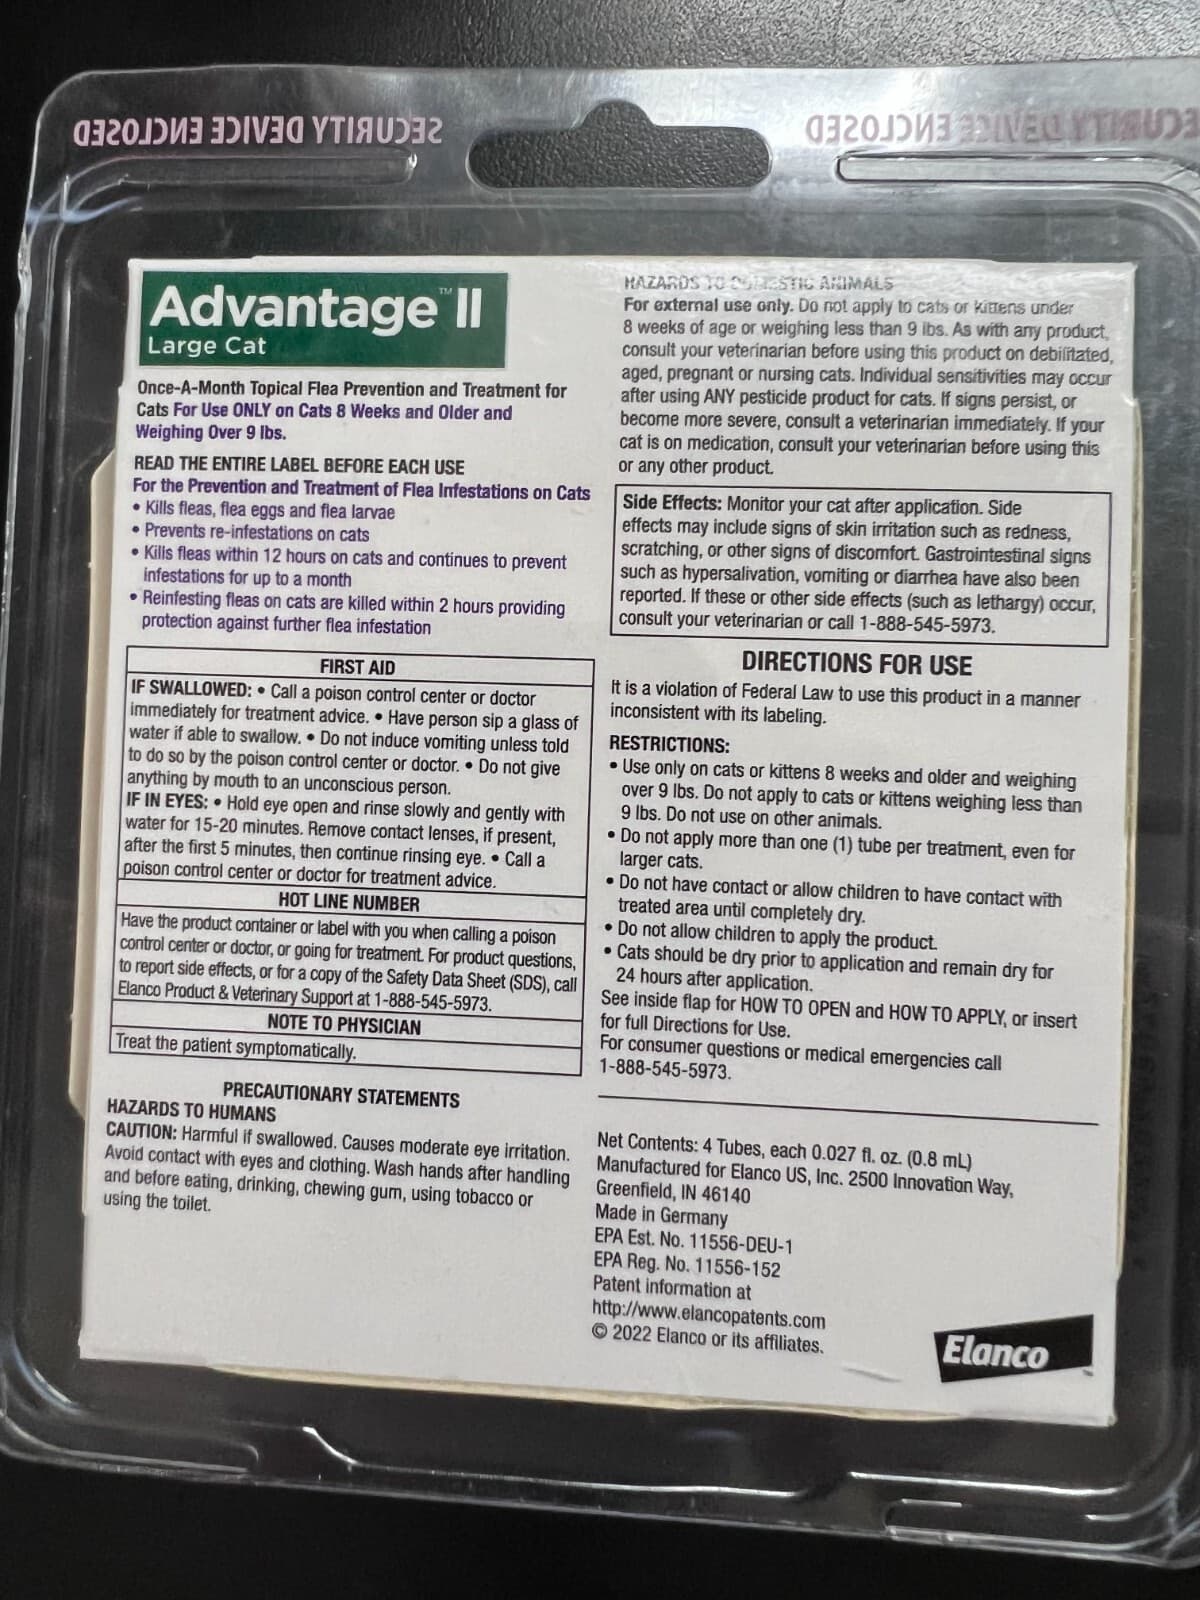 SECURITY DEVICE ENCLOSED
SECURITY DEVICE ENCLOSED
Advantage™ II
Large Cat
Once-A-Month Topical Flea Prevention and Treatment for
Cats For Use ONLY on Cats 8 Weeks and Older and
Weighing Over 9 lbs.
READ THE ENTIRE LABEL BEFORE EACH USE
For the Prevention and Treatment of Flea Infestations on Cats
• Kills fleas, flea eggs and flea larvae
• Prevents re-infestations on cats
• Kills fleas within 12 hours on cats and continues to prevent
infestations for up to a month
• Reinfesting fleas on cats are killed within 2 hours providing
protection against further flea infestation
FIRST AID
IF SWALLOWED: • Call a poison control center or doctor
immediately for treatment advice. • Have person sip a glass of
water if able to swallow. • Do not induce vomiting unless told
to do so by the poison control center or doctor. • Do not give
anything by mouth to an unconscious person.
IF IN EYES: • Hold eye open and rinse slowly and gently with
water for 15-20 minutes. Remove contact lenses, if present,
after the first 5 minutes, then continue rinsing eye. • Call a
poison control center or doctor for treatment advice.
HOT LINE NUMBER
Have the product container or label with you when calling a poison
control center or doctor, or going for treatment. For product questions,
to report side effects, or for a copy of the Safety Data Sheet (SDS), call
Elanco Product & Veterinary Support at 1-888-545-5973.
NOTE TO PHYSICIAN
Treat the patient symptomatically.
PRECAUTIONARY STATEMENTS
HAZARDS TO HUMANS
CAUTION: Harmful if swallowed. Causes moderate eye irritation.
Avoid contact with eyes and clothing. Wash hands after handling
and before eating, drinking, chewing gum, using tobacco or
using the toilet.
HAZARDS TO DOMESTIC ANIMALS
For external use only. Do not apply to cats or kittens under
8 weeks of age or weighing less than 9 lbs. As with any product,
consult your veterinarian before using this product on debilitated,
aged, pregnant or nursing cats. Individual sensitivities may occur
after using ANY pesticide product for cats. If signs persist, or
become more severe, consult a veterinarian immediately. If your
cat is on medication, consult your veterinarian before using this
or any other product.
Side Effects: Monitor your cat after application. Side
effects may include signs of skin irritation such as redness,
scratching, or other signs of discomfort. Gastrointestinal signs
such as hypersalivation, vomiting or diarrhea have also been
reported. If these or other side effects (such as lethargy) occur,
consult your veterinarian or call 1-888-545-5973.
DIRECTIONS FOR USE
It is a violation of Federal Law to use this product in a manner
inconsistent with its labeling.
RESTRICTIONS:
• Use only on cats or kittens 8 weeks and older and weighing
over 9 lbs. Do not apply to cats or kittens weighing less than
9 lbs. Do not use on other animals.
• Do not apply more than one (1) tube per treatment, even for
larger cats.
• Do not have contact or allow children to have contact with
treated area until completely dry.
• Do not allow children to apply the product.
• Cats should be dry prior to application and remain dry for
24 hours after application.
See inside flap for HOW TO OPEN and HOW TO APPLY, or insert
for full Directions for Use.
For consumer questions or medical emergencies call
1-888-545-5973.
Net Contents: 4 Tubes, each 0.027 fl. oz. (0.8 mL)
Manufactured for Elanco US, Inc. 2500 Innovation Way,
Greenfield, IN 46140
Made in Germany
EPA Est. No. 11556-DEU-1
EPA Reg. No. 11556-152
Patent information at
http://www.elancopatents.com
© 2022 Elanco or its affiliates.
Elanco